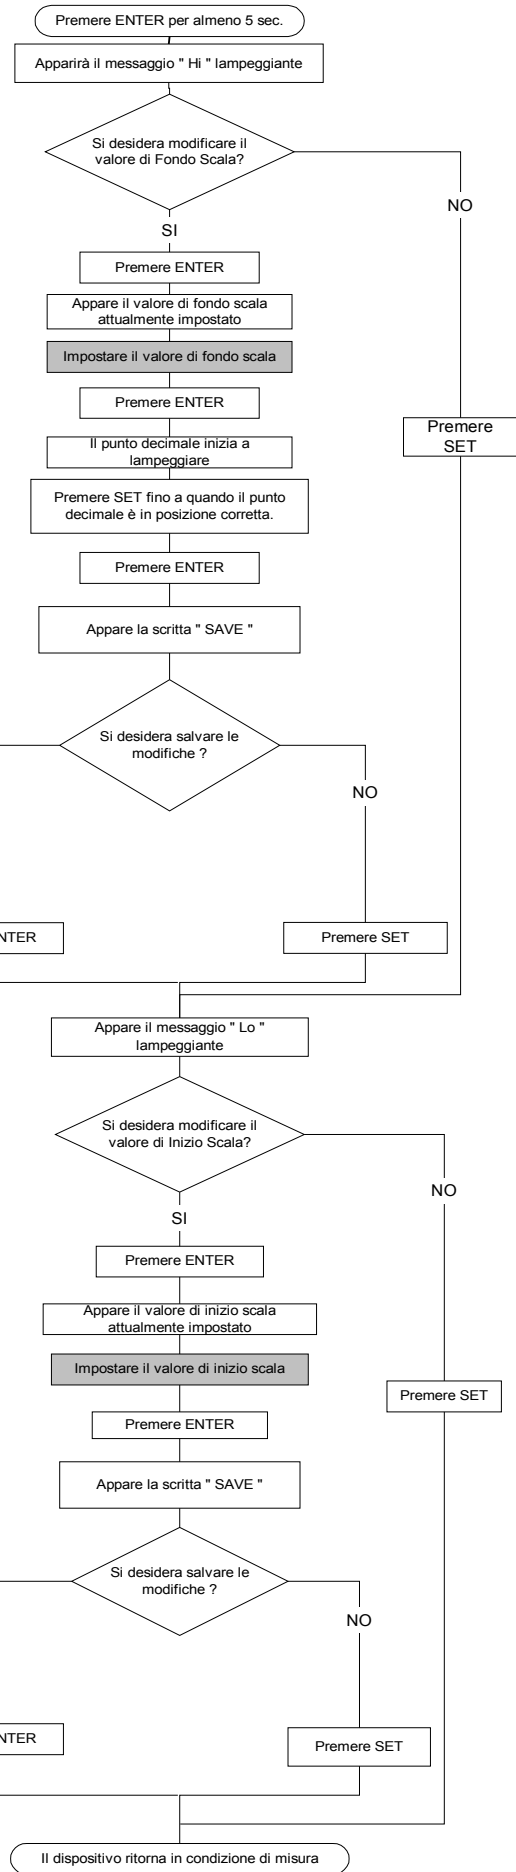 Premere ENTER per almeno 5 sec.
Apparirà il messaggio " Hi " lampeggiante
Si desidera modificare il
valore di Fondo Scala?
NO
SI
Premere ENTER
Appare il valore di fondo scala
attualmente impostato
Impostare il valore di fondo scala
Premere ENTER
Premere
SET
Il punto decimale inizia a
lampeggiare
Premere SET fino a quando il punto
decimale è in posizione corretta.
Premere ENTER
Appare la scritta " SAVE "
Si desidera salvare le
modifiche ?
NO
NTER
Premere SET
Appare il messaggio " Lo "
lampeggiante
Si desidera modificare il
valore di Inizio Scala?
NO
SI
Premere ENTER
Appare il valore di inizio scala
attualmente impostato
Impostare il valore di inizio scala
Premere SET
Premere ENTER
Appare la scritta " SAVE "
Si desidera salvare le
modifiche ?
NO
NTER
Premere SET
Il dispositivo ritorna in condizione di misura